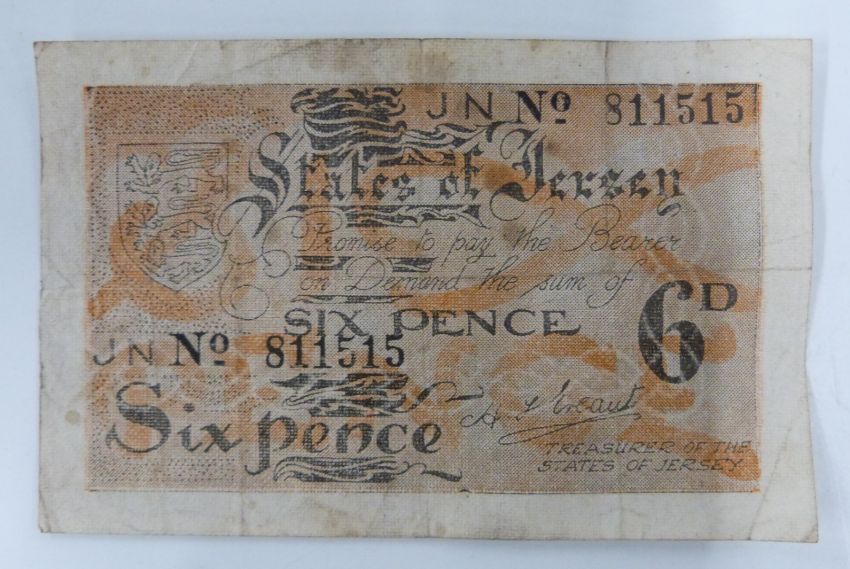 JN No 811515
States of Jersey
Promise to pay the Bearer
on Demand the sum of
SIX PENCE
6D
JN No 811515
Six pence
TREASURER OF THE
STATES OF JERSEY